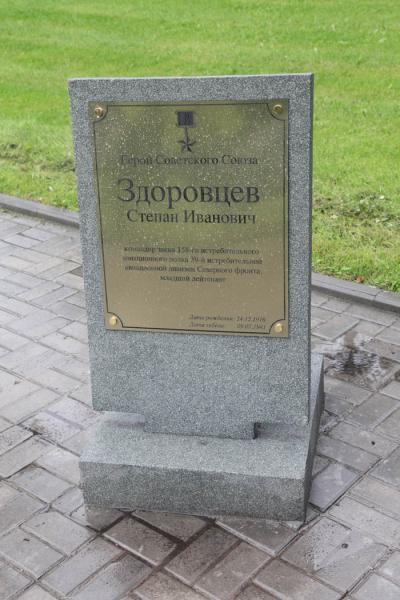 Герой Советского Союза
Здоровцев
Степан Иванович
командир звена 158-го истребительного
авиационного полка 39-й истребительной
авиационной дивизии Северного фронта,
младший лейтенант
Дата рождения: 24.12.1916
Дата гибели: 09.07.1941